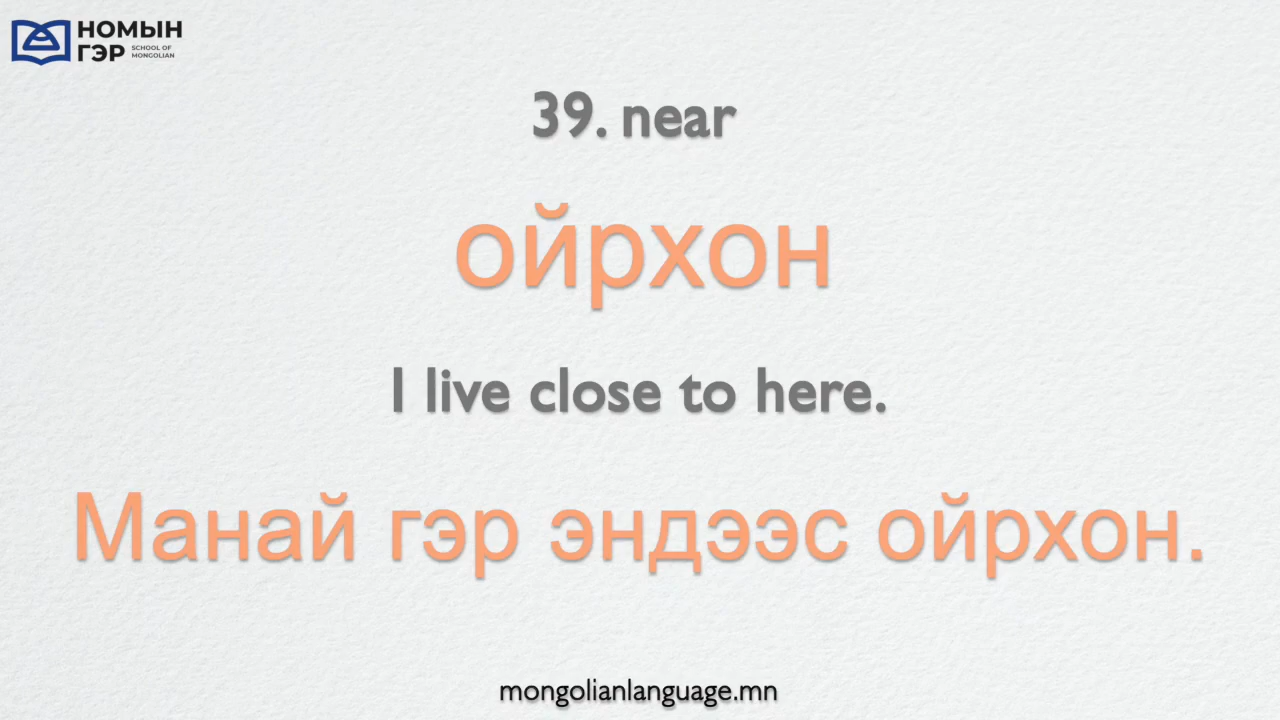 НОМЫН
ГЭР SCHOOL OF
MONGOLIAN
39. near
ойрхон
I live close to here.
Манай гэр эндээс ойрхон.
mongolianlanguage.mn